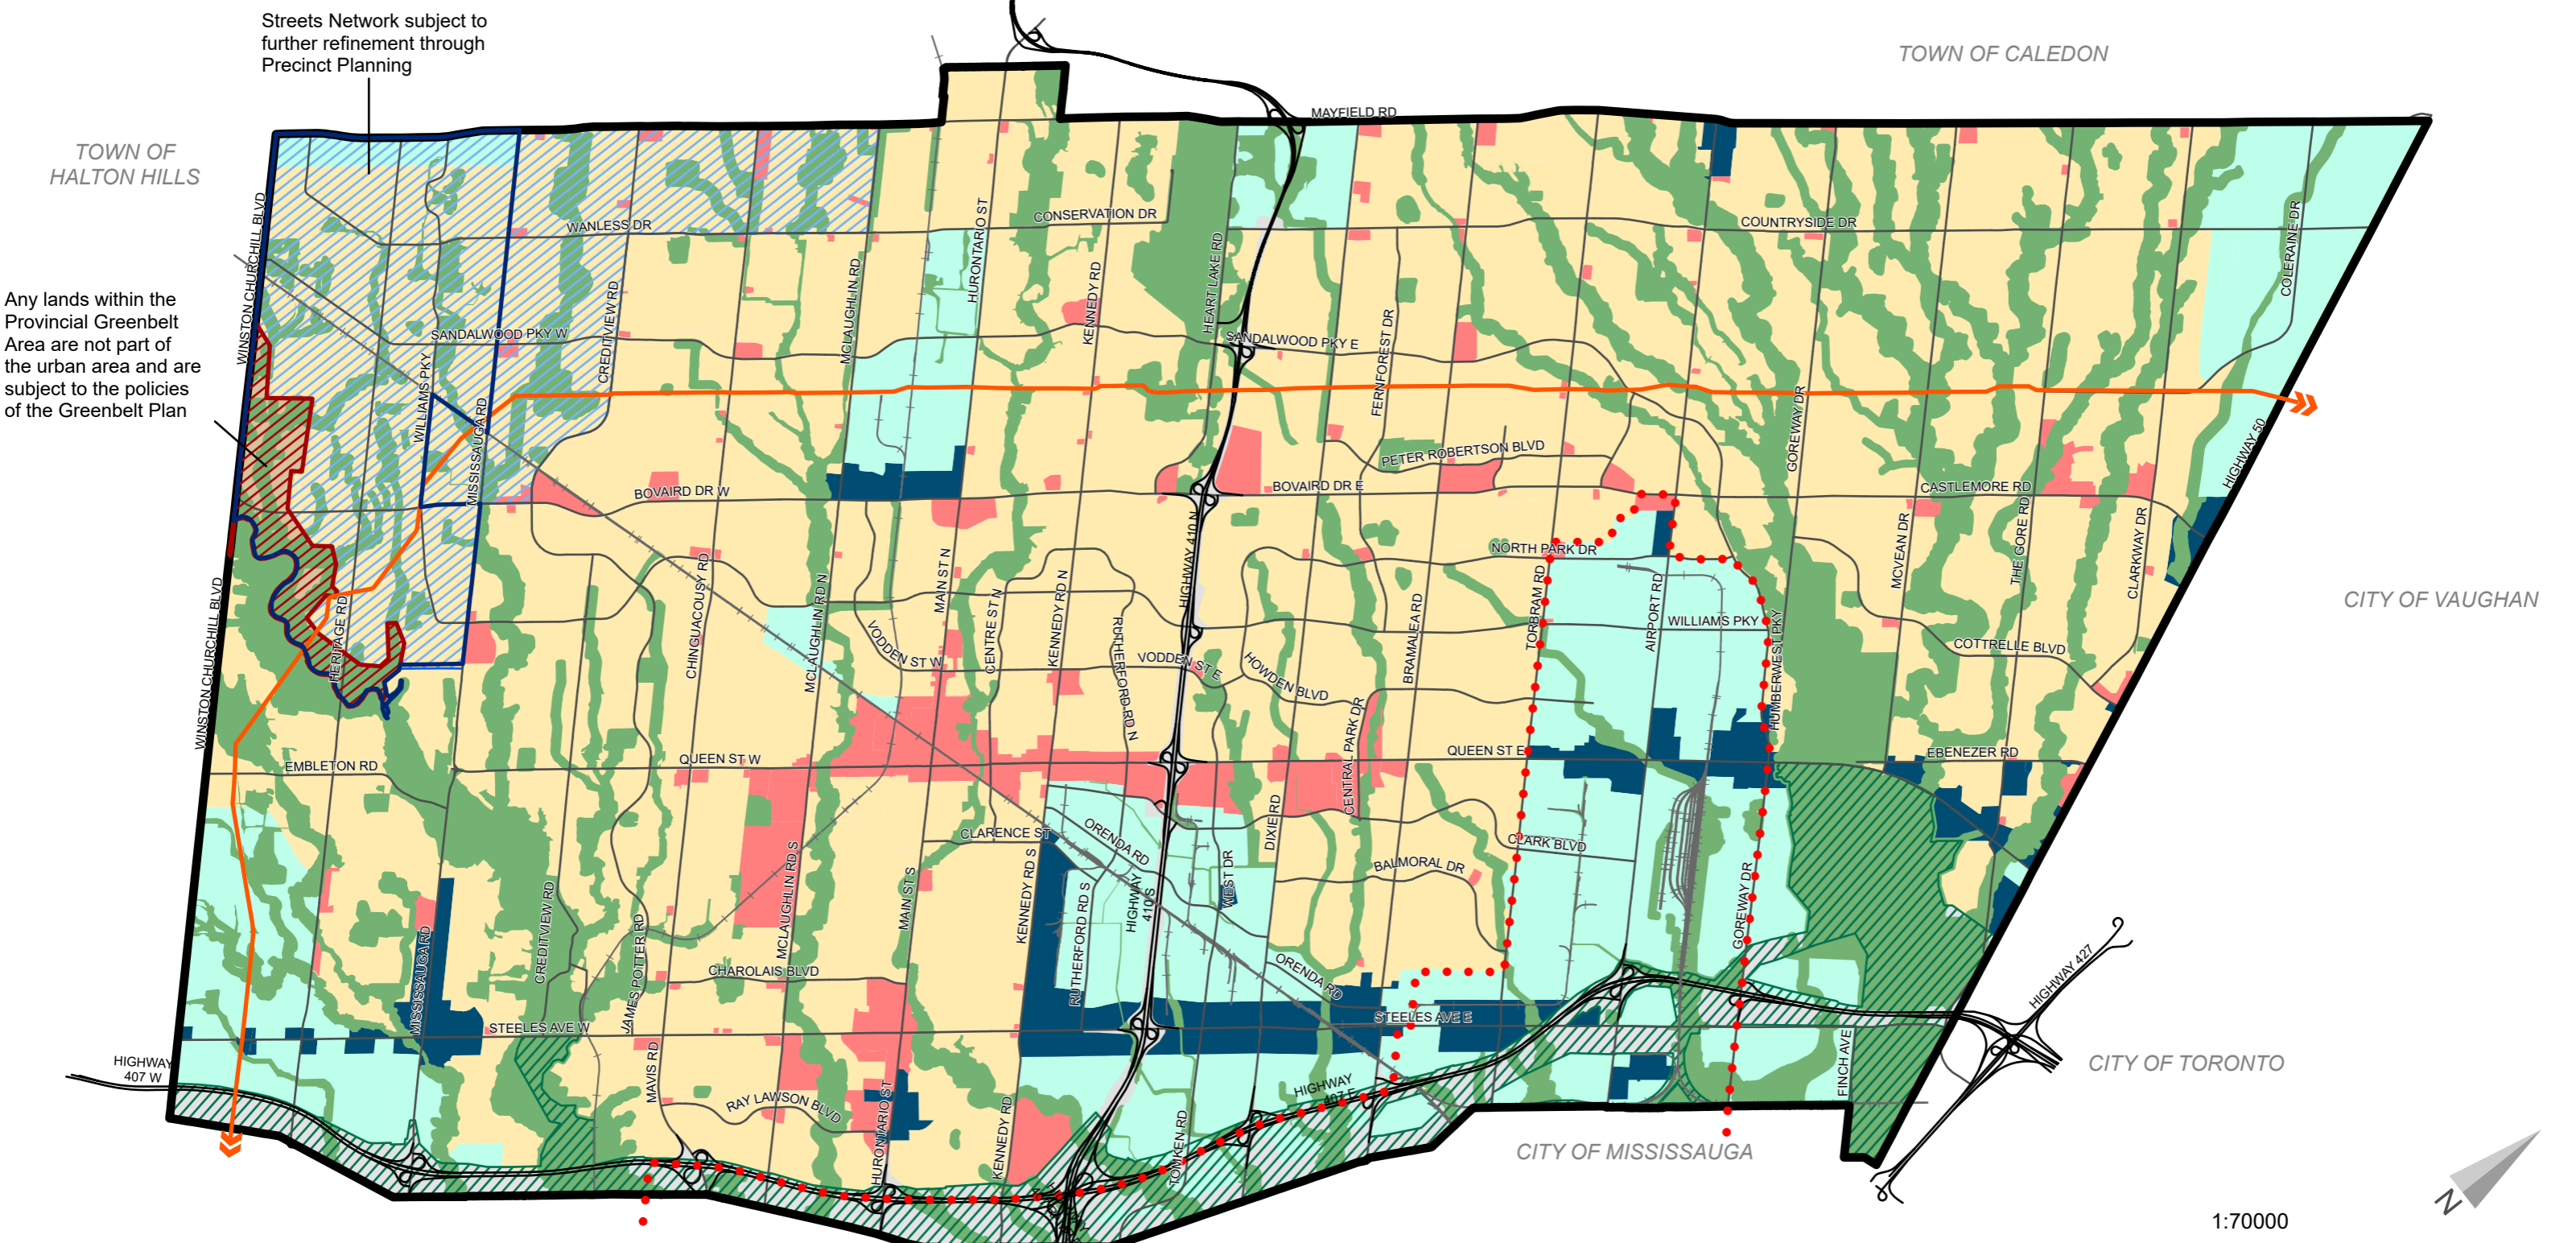 Streets Network subject to
further refinement through
Precinct Planning
TOWN OF CALEDON
MAYFIELD RD
TOWN OF
HALTON HILLS
WINSTON CHURCHILL BLVD
WANLESS DR
CONSERVATION DR
COUNTRYSIDE DR
HURONTARIO ST
HEART LAKE RD
COLERAINE DR
Any lands within the
Provincial Greenbelt
Area are not part of
the urban area and are
subject to the policies
of the Greenbelt Plan
CREDITVIEW RD
MCLAUGHLIN RD
KENNEDY RD
SANDALWOOD PKY W
SANDALWOOD PKY E
FERNFOREST DR
WILLIAMS PKY
MISSISSAUGA RD
GOREWAY DR
HIGHWAY 50
PETER ROBERTSON BLVD
BOVAIRD DR W
BOVAIRD DR E
CASTLEMORE RD
HIGHWAY 410 N
NORTH PARK DR
MCVEAN DR
THE GORE RD
CLARKWAY DR
CHINGUACOUSY RD
MCLAUGHLIN RD N
MAIN ST N
CENTRE ST N
KENNEDY RD N
RUTHERFORD RD N
BRAMALEA RD
TORBRAM RD
AIRPORT RD
WILLIAMS PKY
HUMBERWEST PKY
CITY OF VAUGHAN
WINSTON CHURCHILL BLVD
HERITAGE RD
VODDEN ST W
VODDEN ST E
HOWDEN BLVD
CENTRAL PARK DR
COTTRELLE BLVD
EMBLETON RD
QUEEN ST W
QUEEN ST E
EBENEZER RD
CLARENCE ST
ORENDA RD
DIXIE RD
CLARK BLVD
BALMORAL DR
WEST DR
MISSISSAUGA RD
CREDITVIEW RD
JAMES POTTER RD
MCLAUGHLIN RD S
MAIN ST S
KENNEDY RD S
RUTHERFORD RD S
HIGHWAY
410 S
GOREWAY DR
CHAROLAIS BLVD
ORENDA RD
HIGHWAY 427
STEELES AVE W
STEELES AVE E
HIGHWAY
407 W
MAVIS RD
RAY LAWSON BLVD
HURONTARIO ST
KENNEDY RD
TOMKEN RD
HIGHWAY
407 E
FINCH AVE
CITY OF TORONTO
CITY OF MISSISSAUGA
N
1:70000